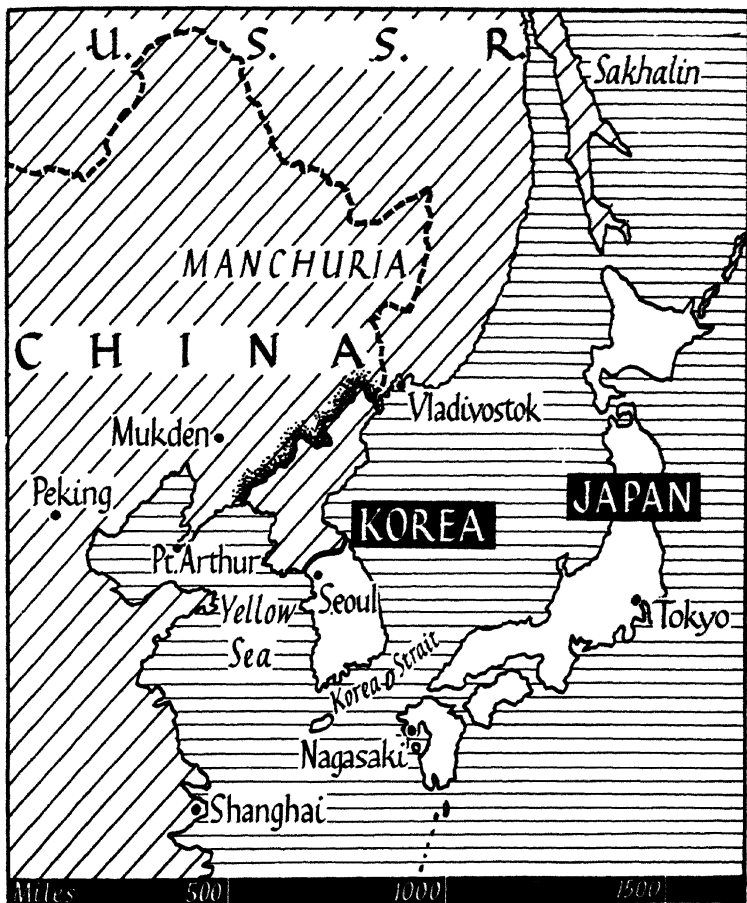 U. S. S. R.
Sakhalin
MANCHURIA
CHINA
Vladivostok
Mukden
Peking
JAPAN
KOREA
Pt. Arthur
Seoul
Tokyo
Yellow
Sea
Korea Strait
Nagasaki
Shanghai
Miles 500 1000 1500